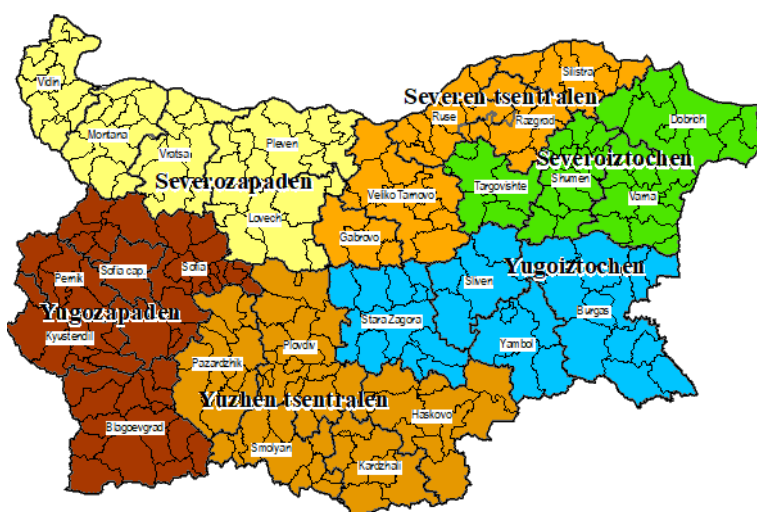 Vidin
Silistra
Severen tsentralen
Ruse
Razgrad
Dobrich
Montana
Vratsa
Pleven
Severoiztochen
Severozapaden
Targovishte
Shumen
Varna
Veliko Tarnovo
Lovech
Gabrovo
Pernik
Sofia cap.
Sofia
Sliven
Yugoiztochen
Yugozapaden
Stara Zagora
Burgas
Kyustendil
Plovdiv
Yambol
Pazardzhik
Yuzhen tsentralen
Haskovo
Blagoevgrad
Smolyan
Kardzhali